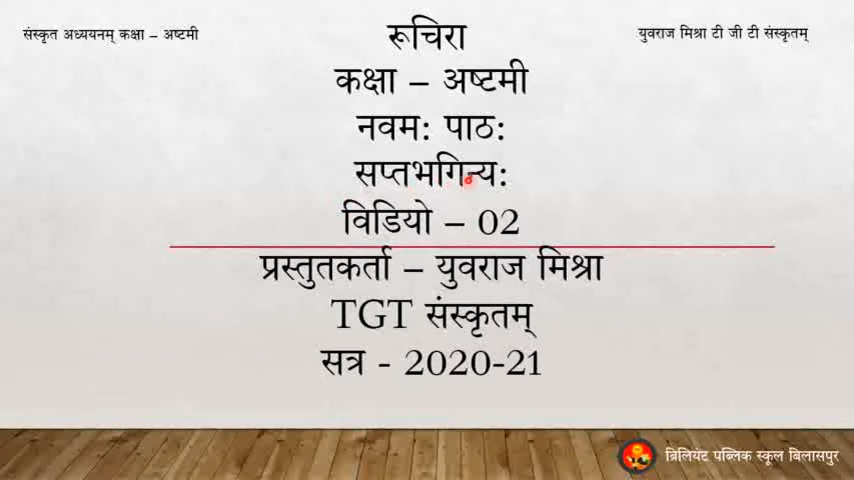 संस्कृत अध्ययनम् कक्षा – अष्टमी
युवराज मिश्रा टी जी टी संस्कृतम्
रूचिरा
कक्षा – अष्टमी
नवम: पाठ:
सप्तभगिन्य:
विडियो – 02
प्रस्तुतकर्ता – युवराज मिश्रा
TGT संस्कृतम्
सत्र - 2020-21
ब्रिलियंट पब्लिक स्कूल बिलासपुर